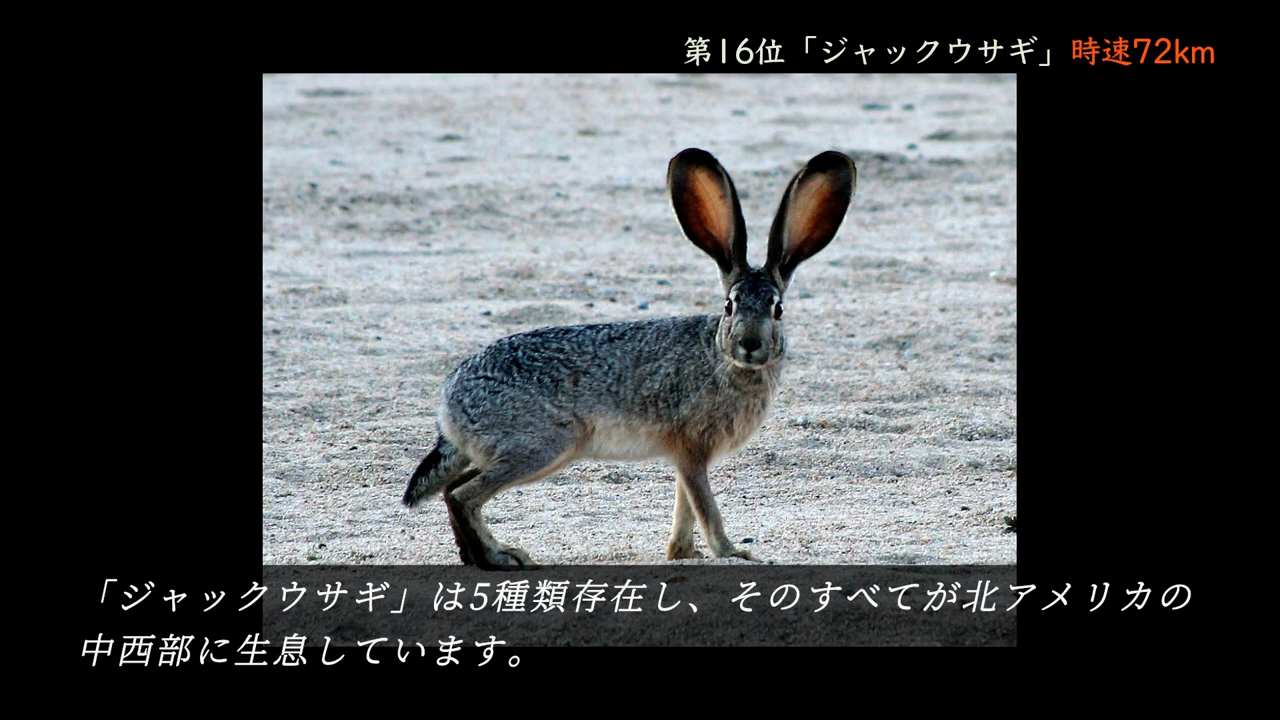 第16位「ジャックウサギ」時速72km
「ジャックウサギ」は5種類存在し、そのすべてが北アメリカの
中西部に生息しています。